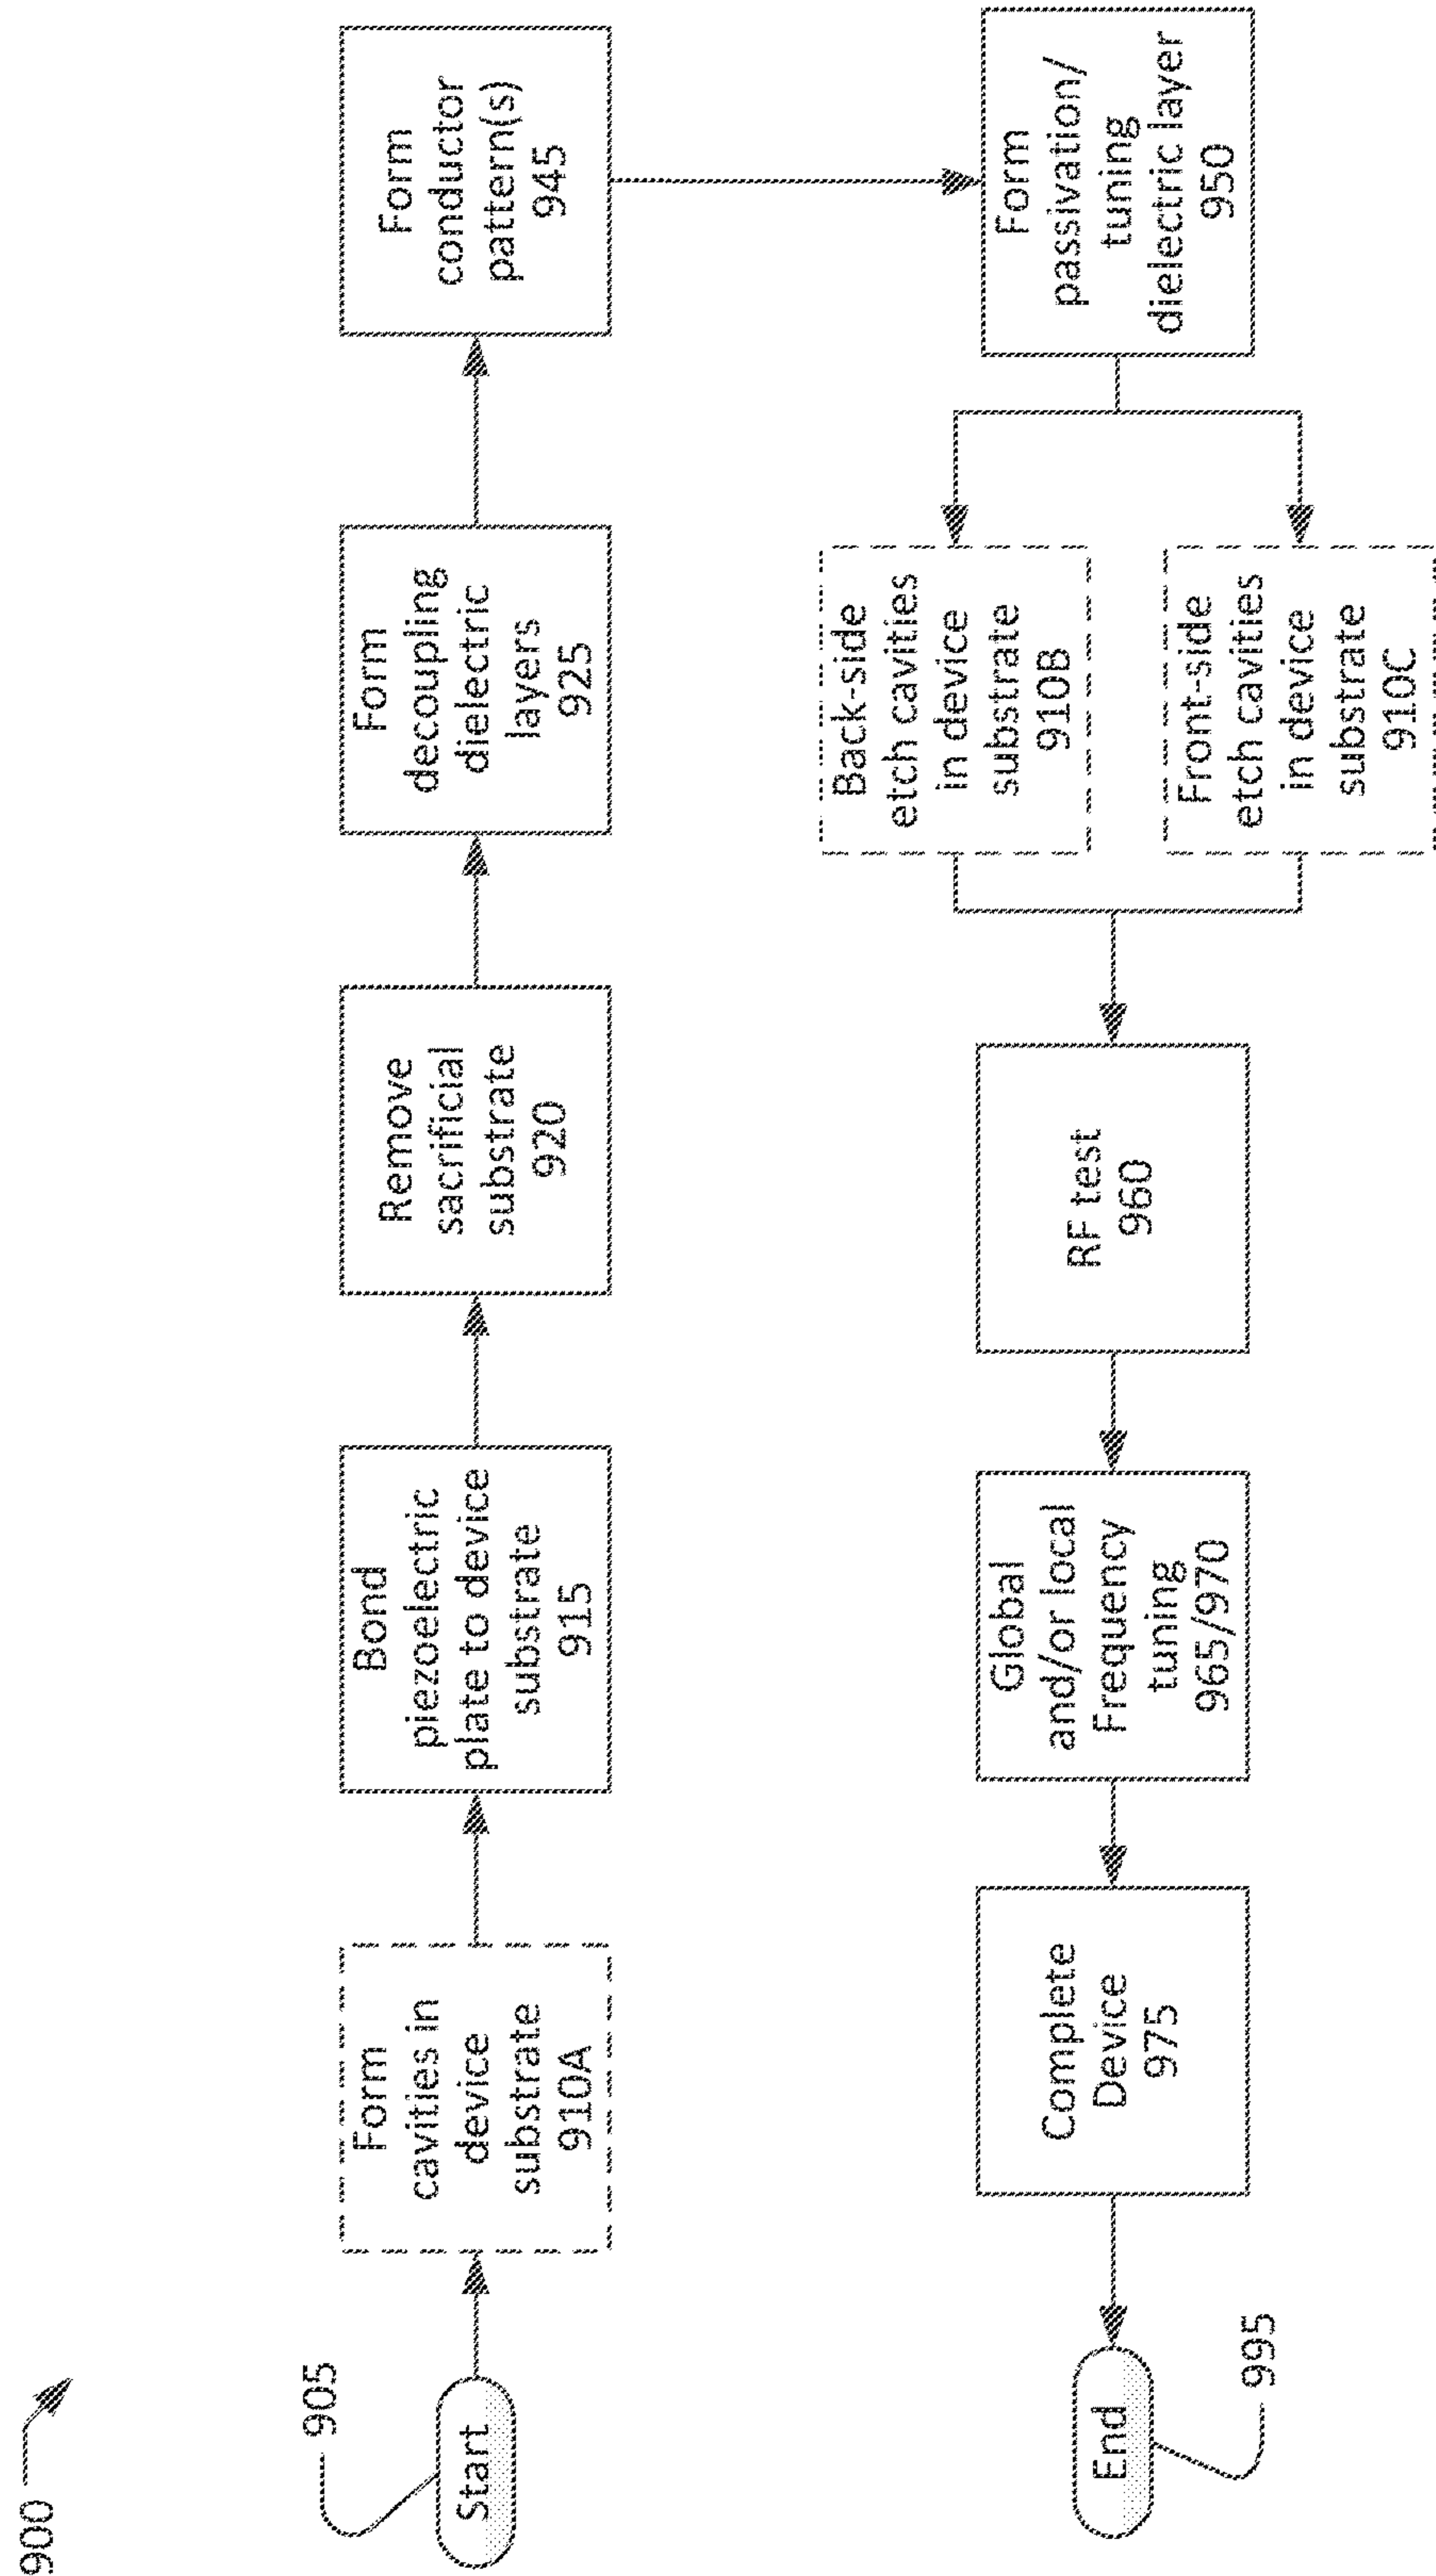 900
905
Start
Form
cavities in
device
substrate
910A
Bond
piezoelectric
plate to device
substrate
915
Remove
sacrificial
substrate
920
Form
decoupling
dielectric
layers
925
Form
conductor
pattern(s)
945
Form
passivation/
tuning
dielectric layer
950
Back-side
etch cavities
in device
substrate
910B
Front-side
etch cavities
in device
substrate
910C
RF test
960
Global
and/or local
Frequency
tuning
965/970
Complete
Device
975
End
995